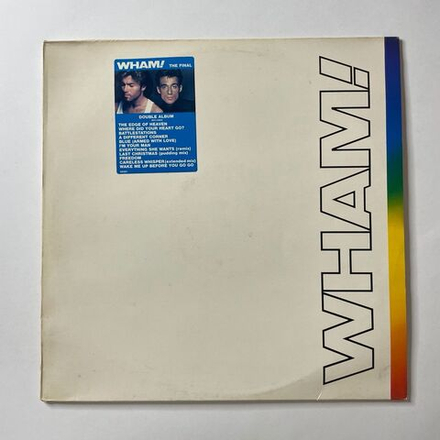 WHAM! THE FINAL
DOUBLE ALBUM
THE EDGE OF HEAVEN
WHERE DID YOUR HEART GO?
BATTLESTATIONS
A DIFFERENT CORNER
BLUE (ARMED WITH LOVE)
I'M YOUR MAN
EVERYTHING SHE WANTS (remix)
LAST CHRISTMAS (pudding mix)
FREEDOM
CARELESS WHISPER (extended mix)
WAKE ME UP BEFORE YOU GO GO
WHAM!